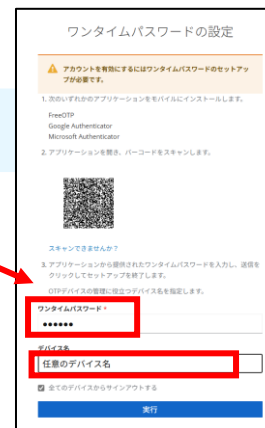 ワンタイムパスワードの設定
アカウントを有効にするにはワンタイムパスワードのセットアッ
プが必要です。
1. 次のいずれかのアプリケーションをモバイルにインストールします。
FreeOTP
Google Authenticator
Microsoft Authenticator
2. アプリケーションを開き、バーコードをスキャンします。
スキャンできませんか？
3. アプリケーションから提供されたワンタイムパスワードを入力し、送信を
クリックしてセットアップを終了します。
OTPデバイスの管理に役立つデバイス名を指定します。
ワンタイムパスワード *
●●●●●●
デバイス名
任意のデバイス名
全てのデバイスからサインアウトする
実行